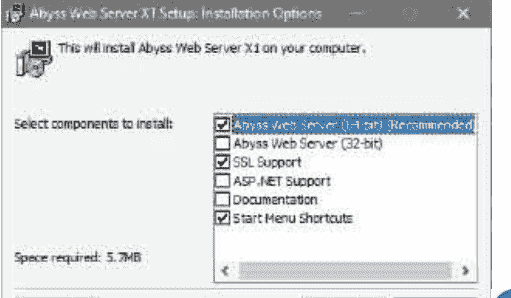 Abyss Web Server X1 Setup: Installation Options
This will install Abyss Web Server X1 on your computer.
Select components to install:
Abyss Web Server (64-bit) (Recommended)
Abyss Web Server (32-bit)
SSL Support
ASP.NET Support
Documentation
Start Menu Shortcuts
Space required: 5.7MB